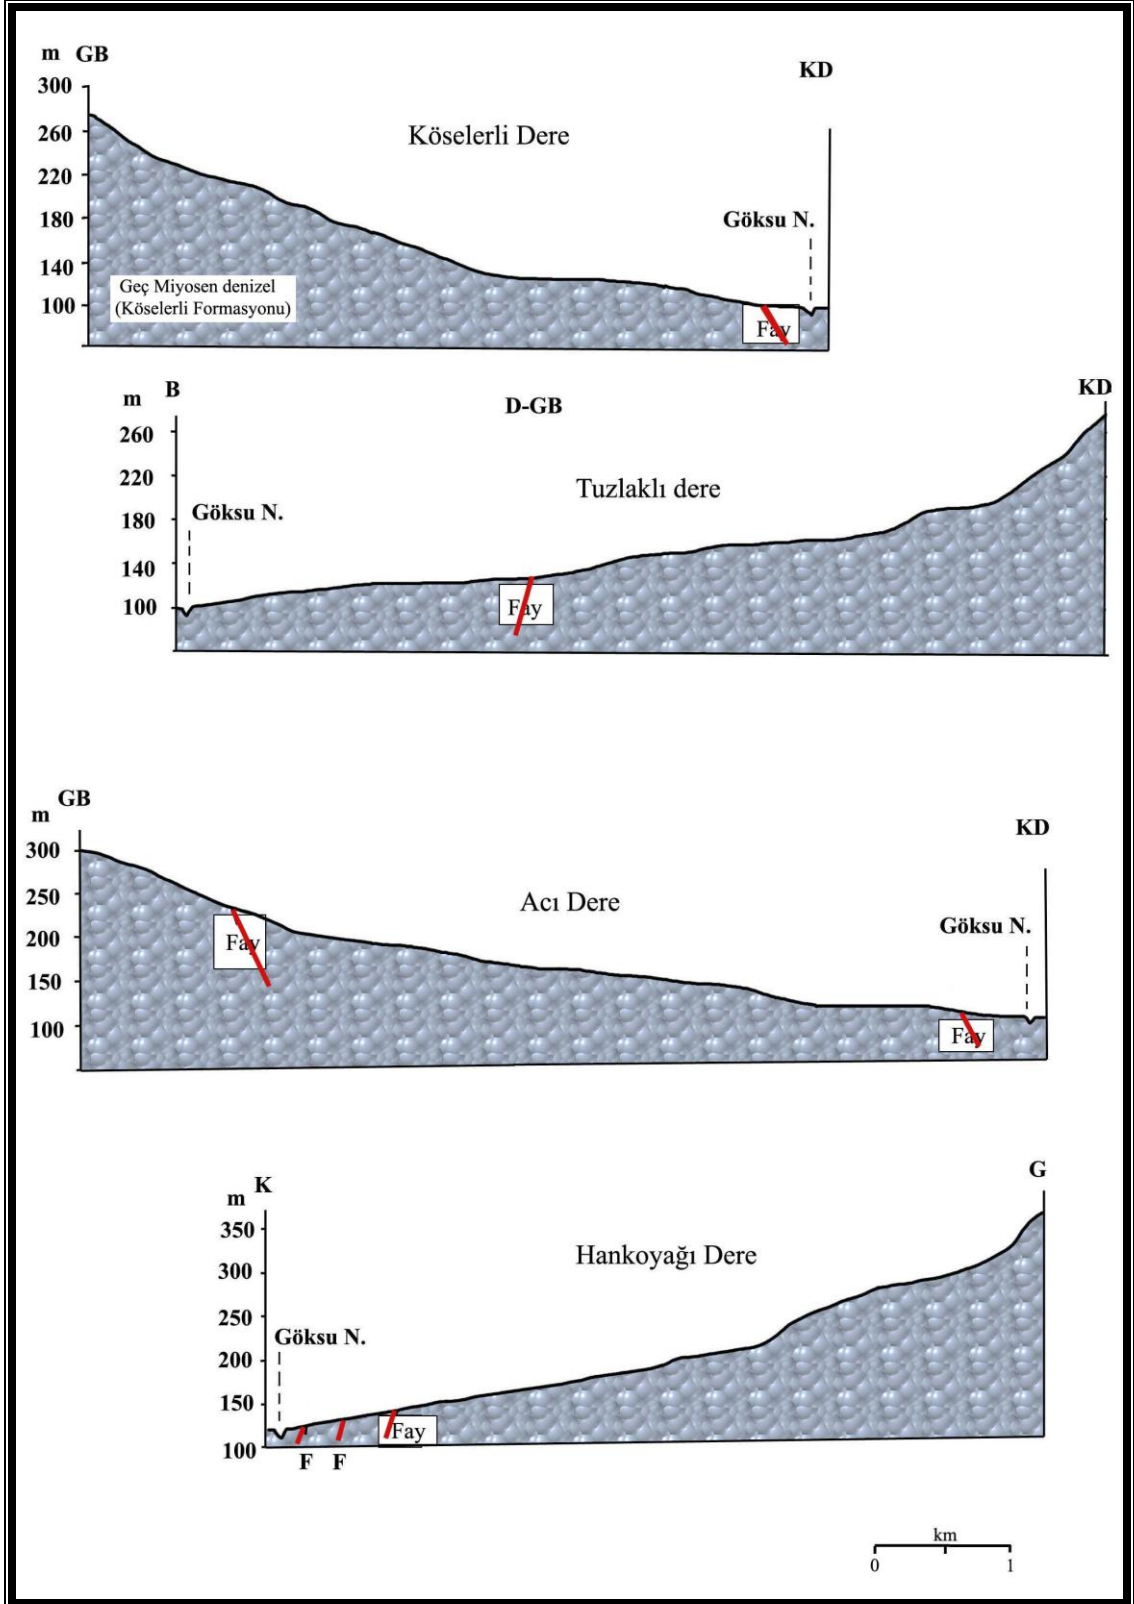 m GB
KD
300
260
220
180
140
100
Köselerli Dere
Göksu N.
Geç Miyosen denizel
(Köselerli Formasyonu)
Fay
m B
D-GB
KD
260
220
180
140
100
Tuzlaklı dere
Göksu N.
Fay
m GB
KD
300
250
200
150
100
Acı Dere
Göksu N.
Fay
Fay
m K
G
350
300
250
200
150
100
Hankoyağı Dere
Göksu N.
Fay
F F
km
0 1